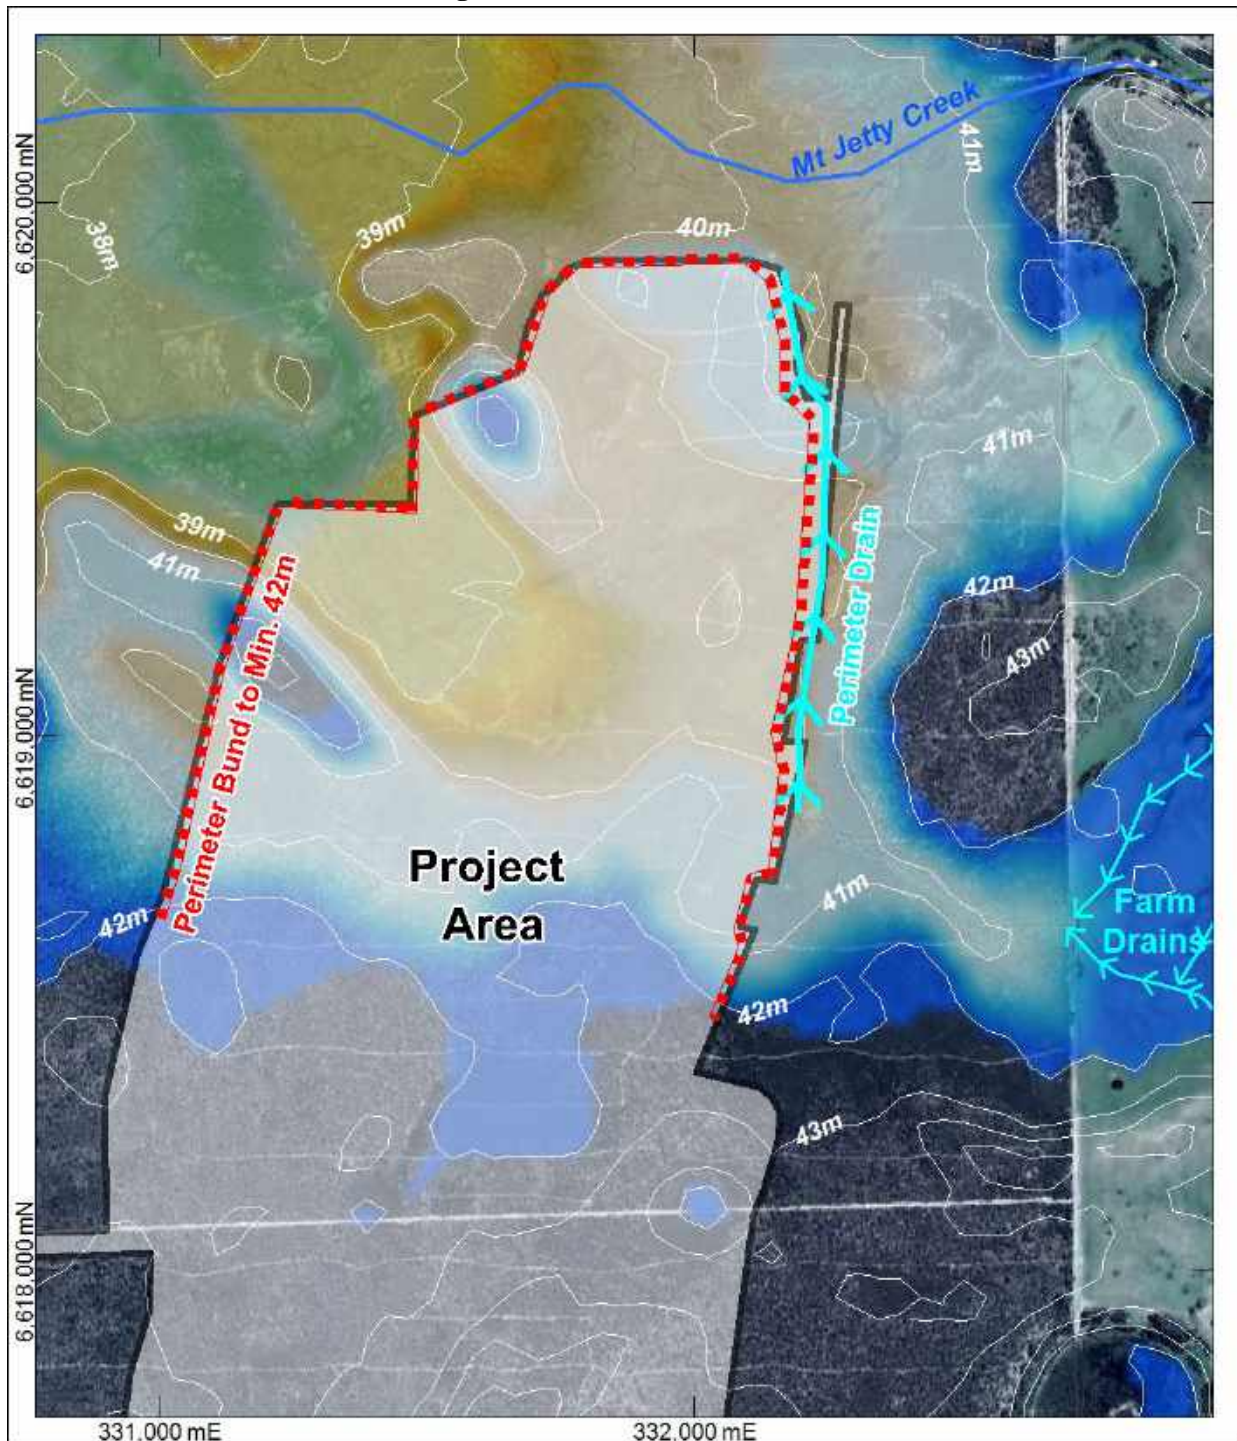 Mt Jetty Creek
41m
6.620.000 mN
39m
40m
38m
41m
39m
41m
42m
43m
Perimeter Bund to Min. 42m
Perimeter Drain
6.619.000 mN
Project
Area
41m
42m
Farm
Drains
42m
43m
6.618.000 mN
331.000 mE
332.000 mE